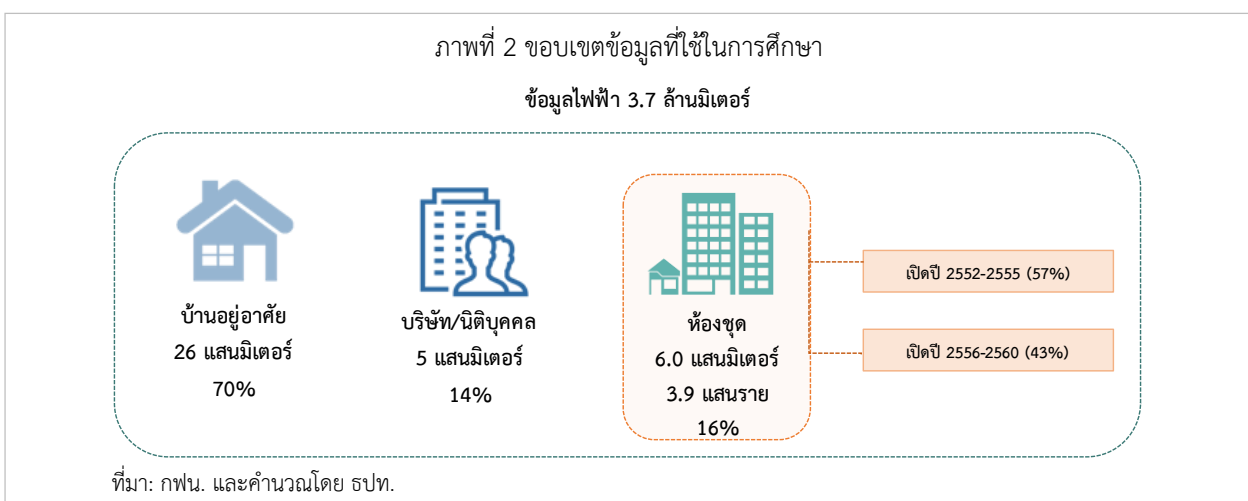 ภาพที่ 2 ขอบเขตข้อมูลที่ใช้ในการศึกษา
ข้อมูลไฟฟ้า 3.7 ล้านมิเตอร์
บ้านอยู่อาศัย
26 แสนมิเตอร์
70%
บริษัท/นิติบุคคล
5 แสนมิเตอร์
14%
ห้องชุด
6.0 แสนมิเตอร์
3.9 แสนราย
16%
เปิดปี 2552-2555 (57%)
เปิดปี 2556-2560 (43%)
ที่มา: กฟน. และคำนวณโดย ธปท.